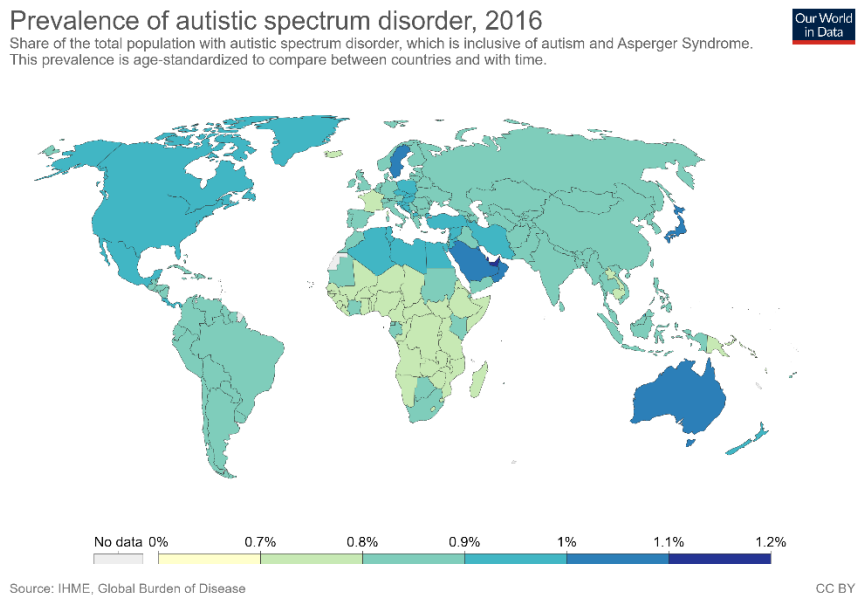 Prevalence of autistic spectrum disorder, 2016
Our World
in Data
Share of the total population with autistic spectrum disorder, which is inclusive of autism and Asperger Syndrome.
This prevalence is age-standardized to compare between countries and with time.
No data 0% 0.7% 0.8% 0.9% 1% 1.1% 1.2%
Source: IHME, Global Burden of Disease
CC BY